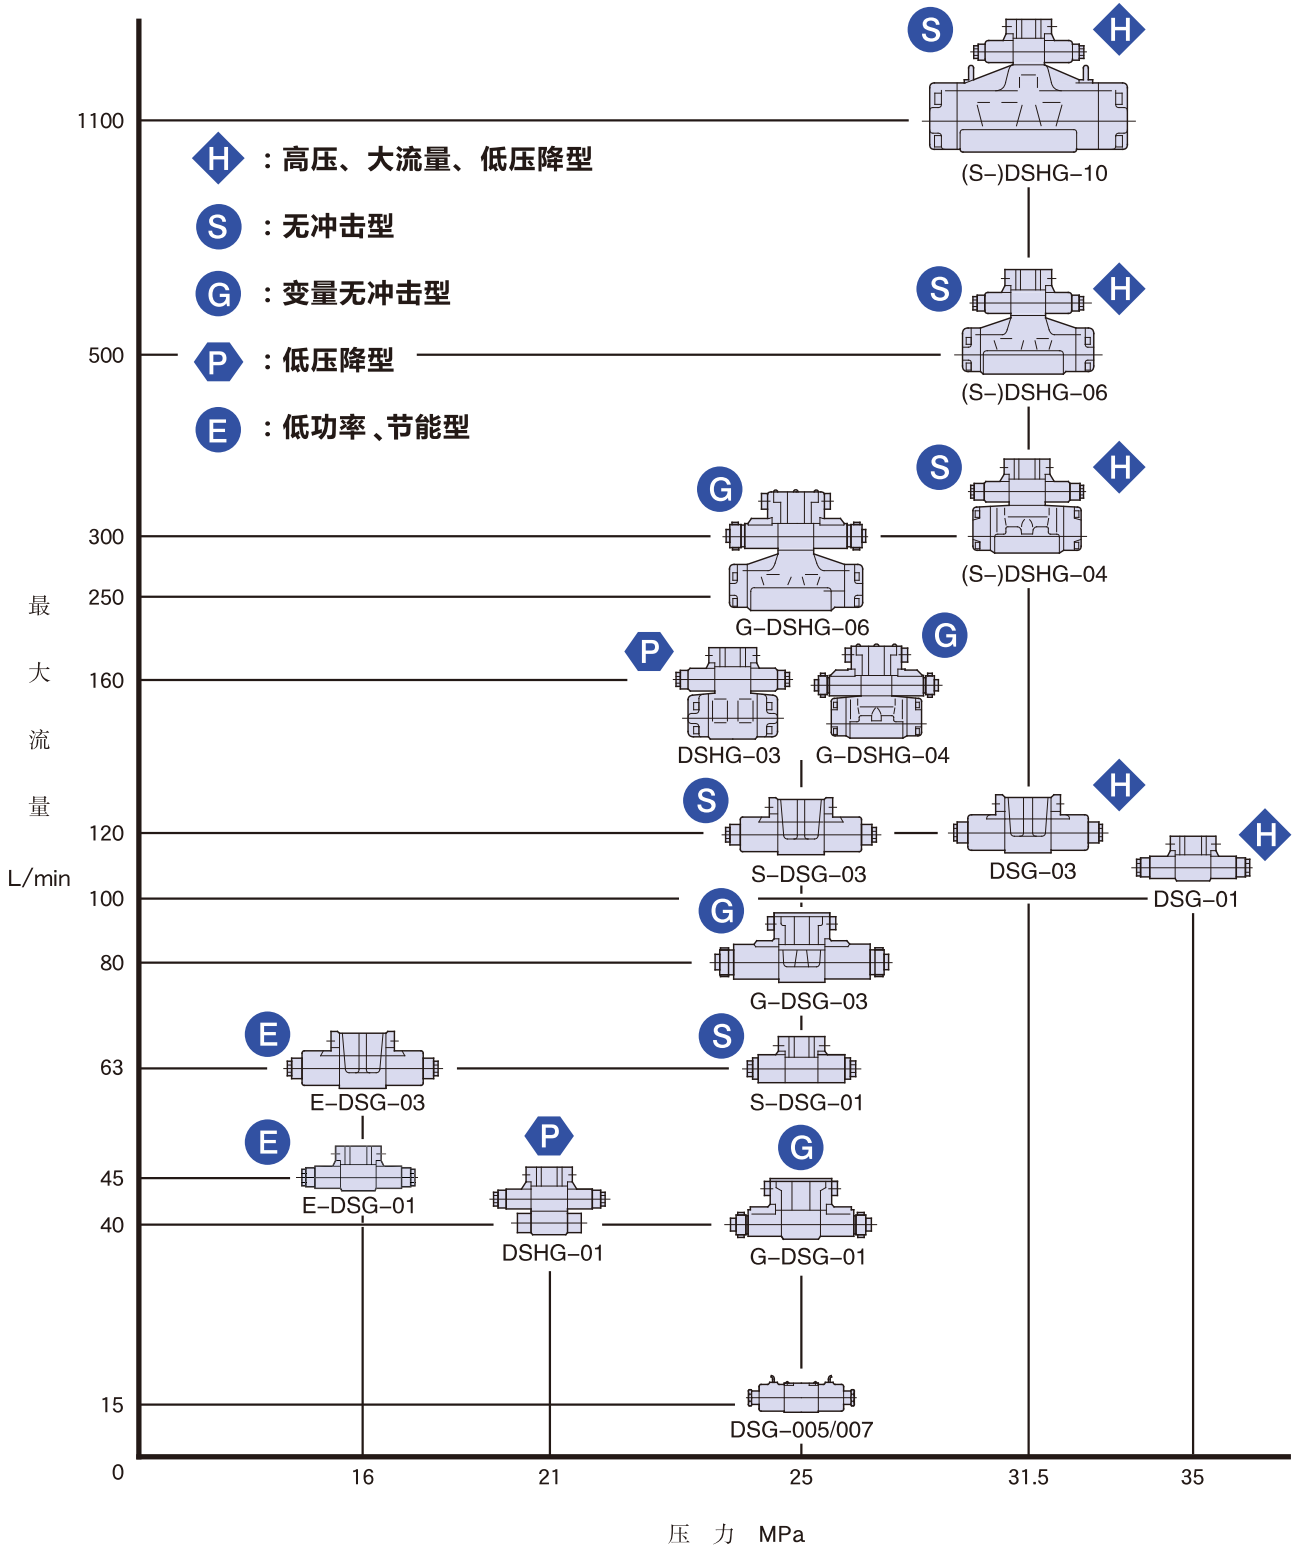 S
H
1100
(S-)DSHG-10
H : 高压、大流量、低压降型
S : 无冲击型
G : 变量无冲击型
S
H
500
P : 低压降型
(S-)DSHG-06
E : 低功率、节能型
S
H
G
300
(S-)DSHG-04
250
G-DSHG-06
P
G
160
DSHG-03
G-DSHG-04
S
H
120
H
S-DSG-03
DSG-03
100
DSG-01
G
80
G-DSG-03
E
S
63
E-DSG-03
S-DSG-01
E
P
G
45
E-DSG-01
40
DSHG-01
G-DSG-01
15
DSG-005/007
0
最
大
流
量
L/min
16
21
25
31.5
35
压 力 MPa